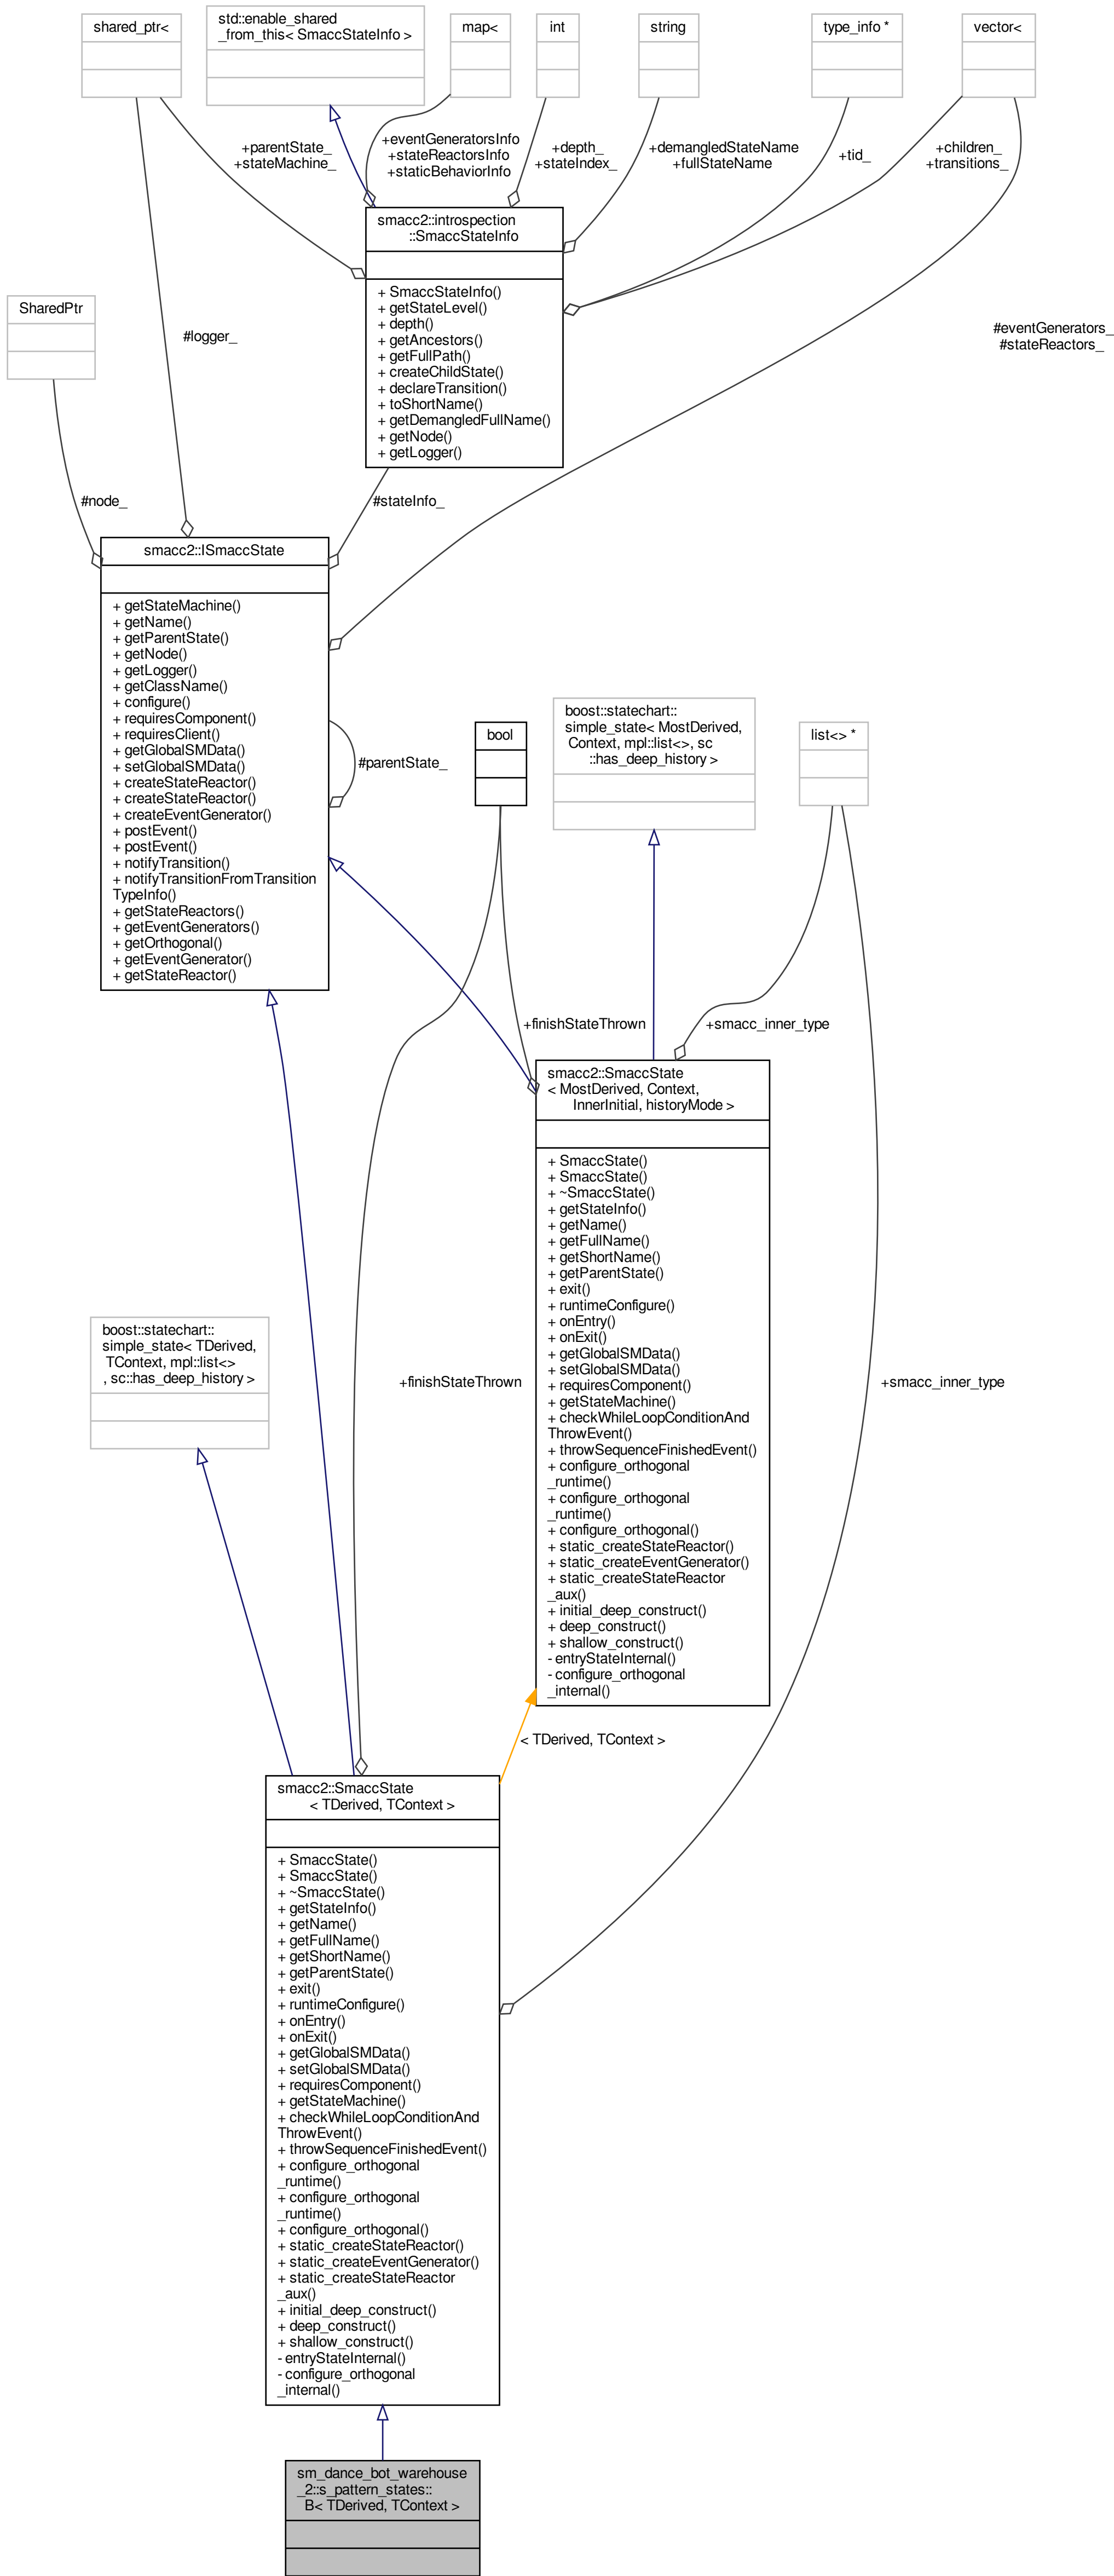 shared_ptr<
std::enable_shared
_from_this< SmaccStateInfo >
map<
int
string
type_info *
vector<
+parentState_
+stateMachine_
+eventGeneratorsInfo
+stateReactorsInfo
+staticBehaviorInfo
+depth_
+stateIndex_
+demangledStateName
+fullStateName
+tid_
+children_
+transitions_
smacc2::introspection
::SmaccStateInfo
+ SmaccStateInfo()
+ getStateLevel()
+ depth()
+ getAncestors()
+ getFullPath()
+ createChildState()
+ declareTransition()
+ toShortName()
+ getDemangledFullName()
+ getNode()
+ getLogger()
SharedPtr
#logger_
#eventGenerators_
#stateReactors_
#node_
#stateInfo_
smacc2::ISmaccState
+ getStateMachine()
+ getName()
+ getParentState()
+ getNode()
+ getLogger()
+ getClassName()
+ configure()
+ requiresComponent()
+ requiresClient()
+ getGlobalSMData()
+ setGlobalSMData()
+ createStateReactor()
+ createStateReactor()
+ createEventGenerator()
+ postEvent()
+ postEvent()
+ notifyTransition()
+ notifyTransitionFromTransition
TypeInfo()
+ getStateReactors()
+ getEventGenerators()
+ getOrthogonal()
+ getEventGenerator()
+ getStateReactor()
#parentState_
bool
boost::statechart::
simple_state< MostDerived,
Context, mpl::list<>, sc
::has_deep_history >
list<> *
+finishStateThrown
+smacc_inner_type
smacc2::SmaccState
< MostDerived, Context,
InnerInitial, historyMode >
+ SmaccState()
+ SmaccState()
+ ~SmaccState()
+ getStateInfo()
+ getName()
+ getFullName()
+ getShortName()
+ getParentState()
+ exit()
+ runtimeConfigure()
+ onEntry()
+ onExit()
+ getGlobalSMData()
+ setGlobalSMData()
+ requiresComponent()
+ getStateMachine()
+ checkWhileLoopConditionAnd
ThrowEvent()
+ throwSequenceFinishedEvent()
+ configure_orthogonal
_runtime()
+ configure_orthogonal
_runtime()
+ configure_orthogonal()
+ static_createStateReactor()
+ static_createEventGenerator()
+ static_createStateReactor
_aux()
+ initial_deep_construct()
+ deep_construct()
+ shallow_construct()
- entryStateInternal()
- configure_orthogonal
_internal()
boost::statechart::
simple_state< TDerived,
TContext, mpl::list<>
, sc::has_deep_history >
+finishStateThrown
+smacc_inner_type
< TDerived, TContext >
smacc2::SmaccState
< TDerived, TContext >
+ SmaccState()
+ SmaccState()
+ ~SmaccState()
+ getStateInfo()
+ getName()
+ getFullName()
+ getShortName()
+ getParentState()
+ exit()
+ runtimeConfigure()
+ onEntry()
+ onExit()
+ getGlobalSMData()
+ setGlobalSMData()
+ requiresComponent()
+ getStateMachine()
+ checkWhileLoopConditionAnd
ThrowEvent()
+ throwSequenceFinishedEvent()
+ configure_orthogonal
_runtime()
+ configure_orthogonal
_runtime()
+ configure_orthogonal()
+ static_createStateReactor()
+ static_createEventGenerator()
+ static_createStateReactor
_aux()
+ initial_deep_construct()
+ deep_construct()
+ shallow_construct()
- entryStateInternal()
- configure_orthogonal
_internal()
sm_dance_bot_warehouse
_2::s_pattern_states::
B< TDerived, TContext >